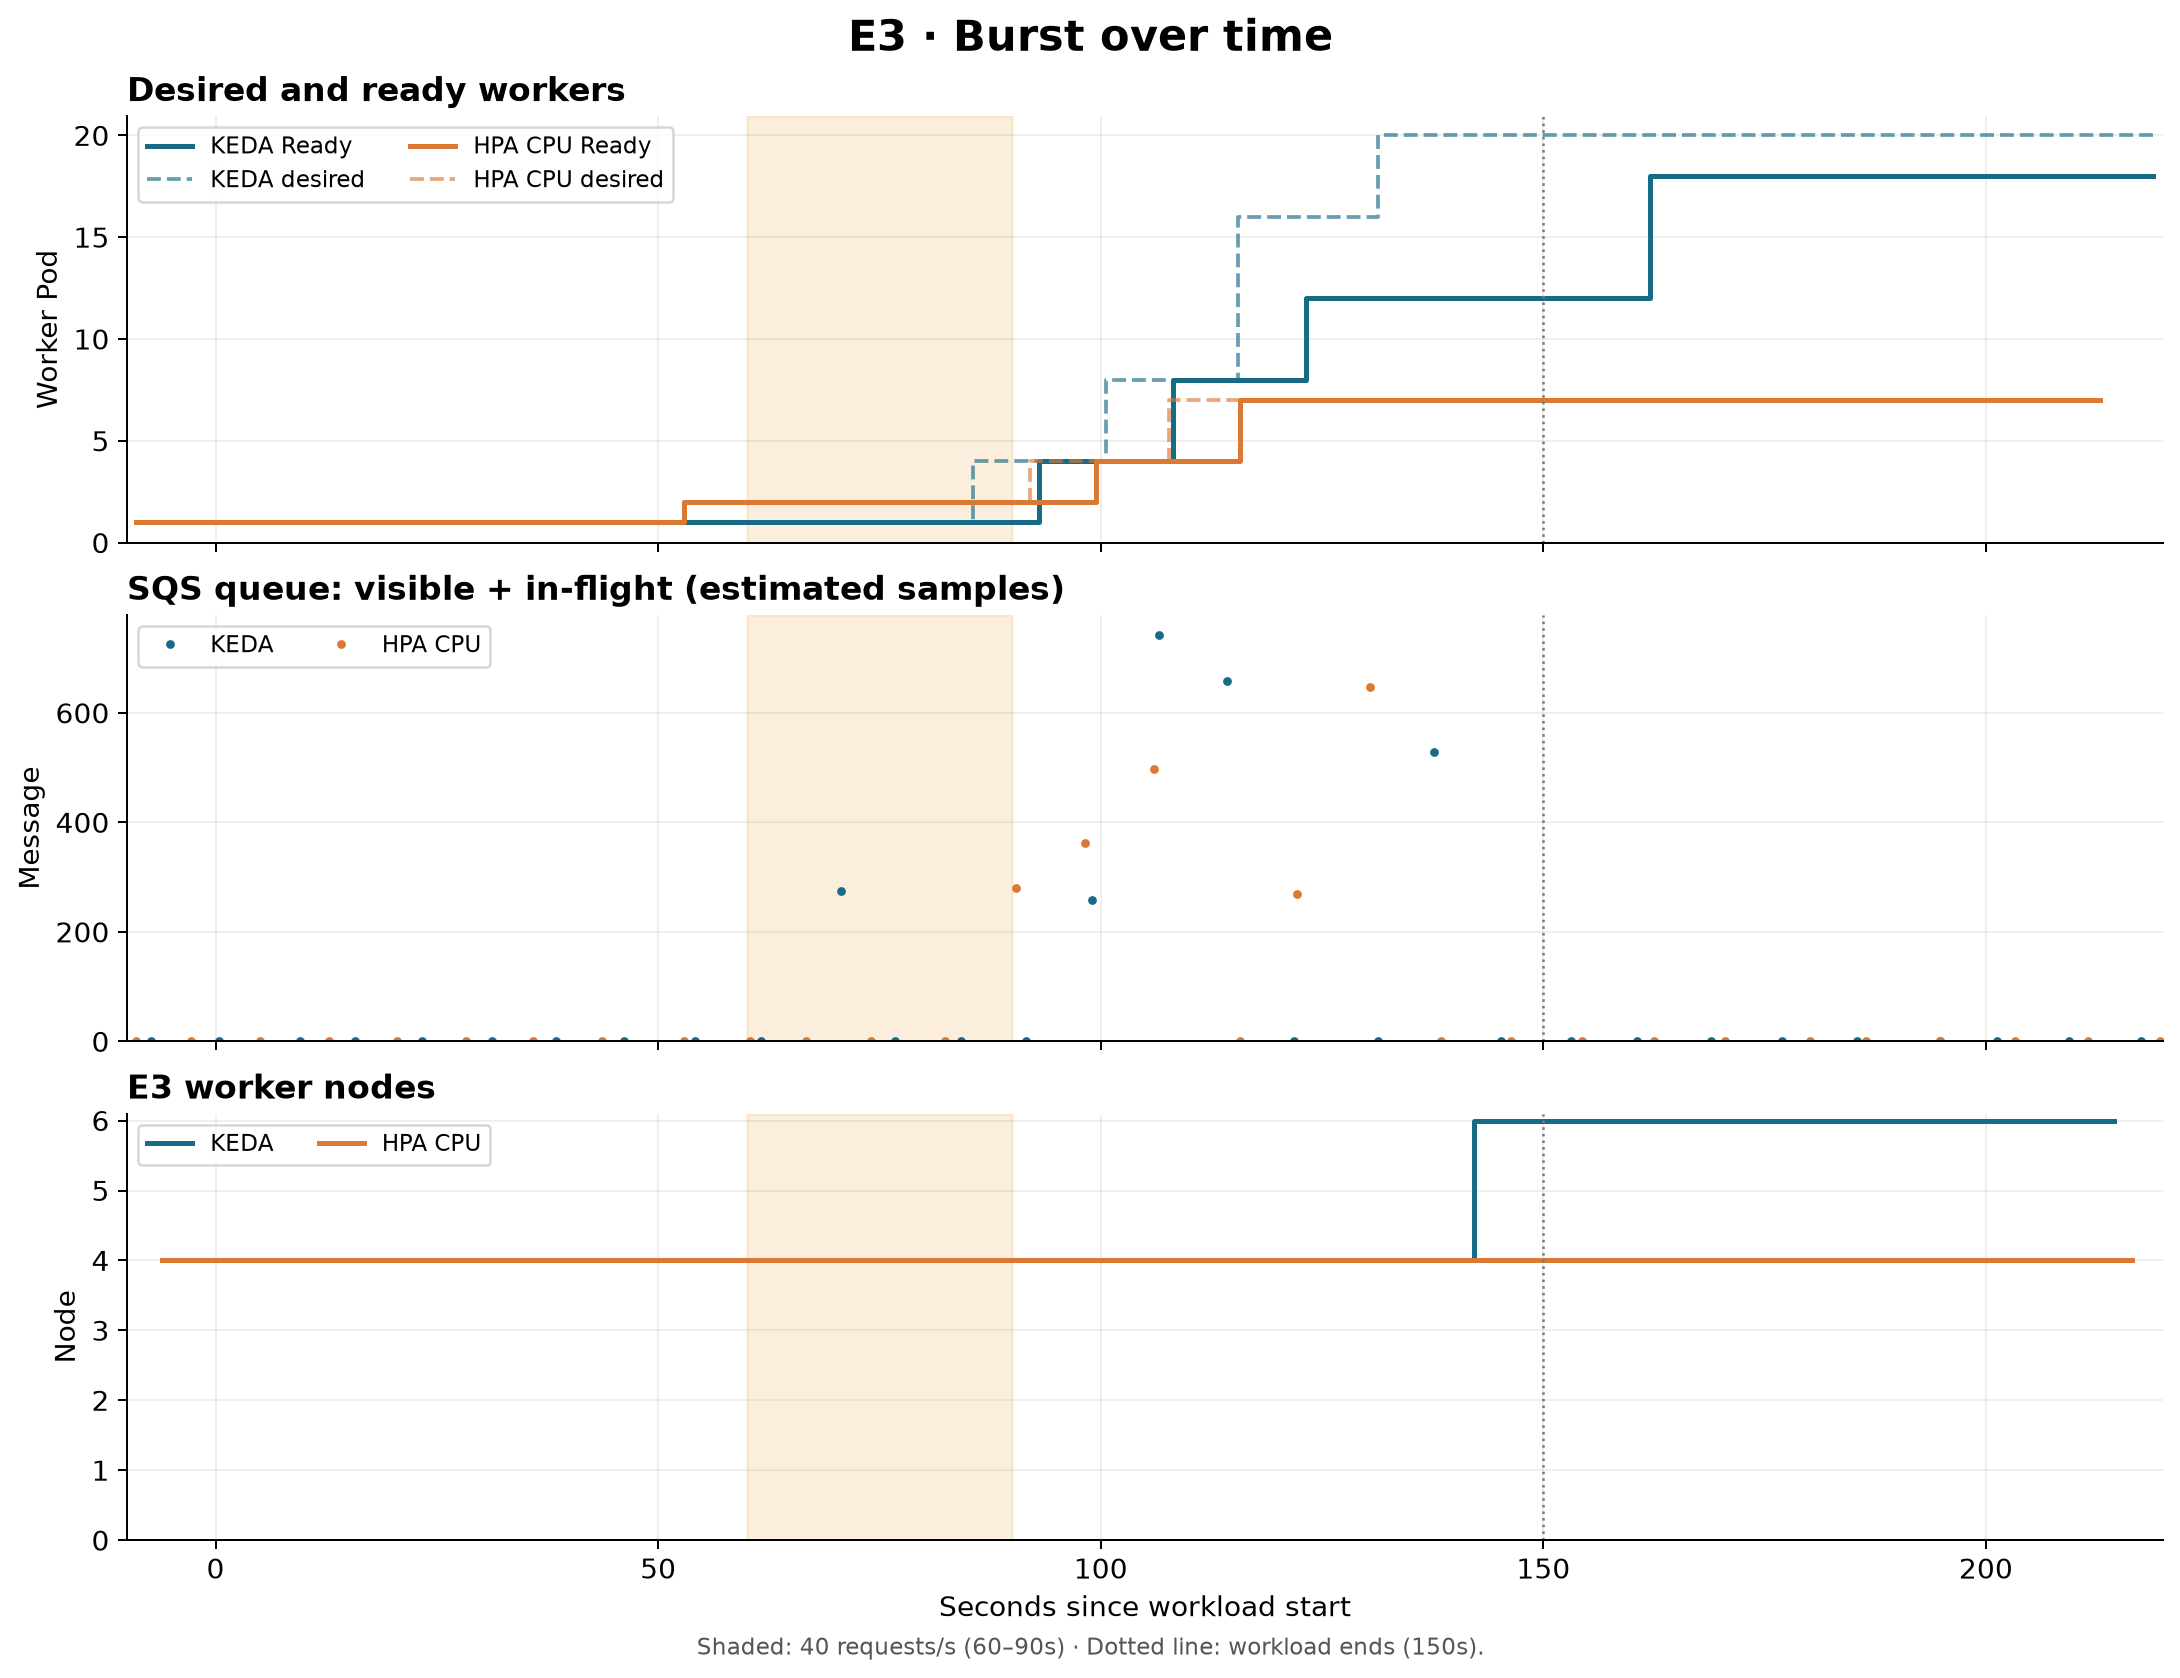 E3 · Burst over time
Desired and ready workers
KEDA Ready
HPA CPU Ready
KEDA desired
HPA CPU desired
20
15
10
5
0
Worker Pod
SQS queue: visible + in-flight (estimated samples)
KEDA
HPA CPU
600
400
200
0
Message
E3 worker nodes
KEDA
HPA CPU
6
5
4
3
2
1
0
Node
0
50
100
150
200
Seconds since workload start
Shaded: 40 requests/s (60–90s) · Dotted line: workload ends (150s).